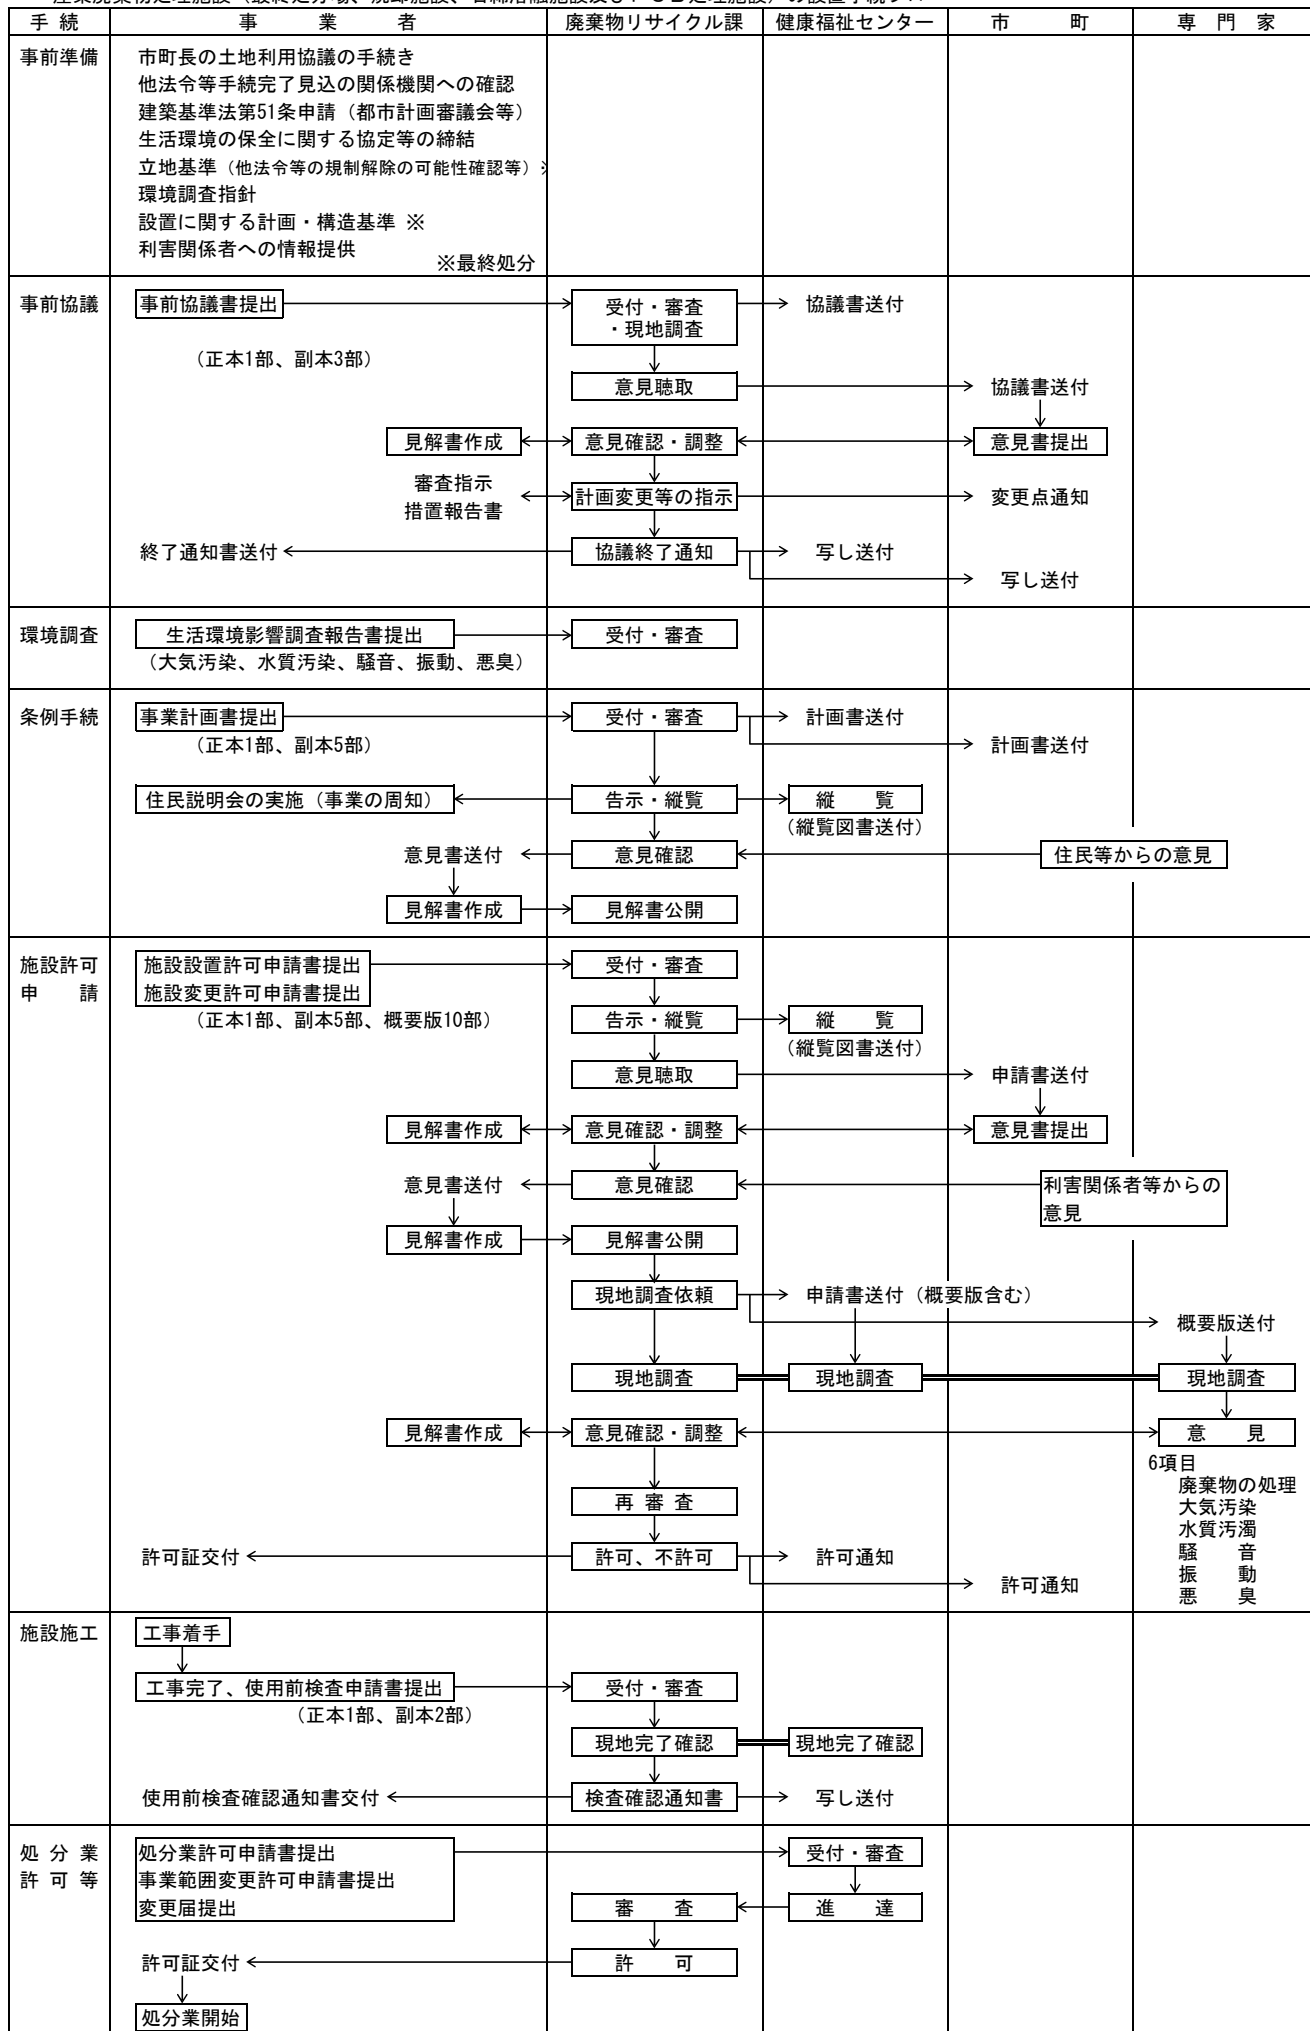 手続 事業者 廃棄物リサイクル課 健康福祉センター 市町 専門家
事前準備 市町長の土地利用協議の手続き
他法令等手続完了見込の関係機関への確認
建築基準法第51条申請（都市計画審議会等）
生活環境の保全に関する協定等の締結
立地基準（他法令等の規制解除の可能性確認等）※
環境調査指針
設置に関する計画・構造基準 ※
利害関係者への情報提供
※最終処分
事前協議 事前協議書提出 受付・審査 協議書送付
・現地調査
（正本1部、副本3部）
意見聴取 協議書送付
見解書作成 意見確認・調整 意見書提出
審査指示
計画変更等の指示 変更点通知
措置報告書
終了通知書送付 協議終了通知 写し送付
写し送付
環境調査 生活環境影響調査報告書提出 受付・審査
（大気汚染、水質汚染、騒音、振動、悪臭）
条例手続 事業計画書提出 受付・審査 計画書送付
（正本1部、副本5部） 計画書送付
住民説明会の実施（事業の周知） 告示・縦覧 縦覧
（縦覧図書送付）
意見書送付 意見確認 住民等からの意見
見解書作成 見解書公開
施設許可 施設設置許可申請書提出 受付・審査
申請 施設変更許可申請書提出
（正本1部、副本5部、概要版10部） 告示・縦覧 縦覧
（縦覧図書送付）
意見聴取 申請書送付
見解書作成 意見確認・調整 意見書提出
意見書送付 意見確認 利害関係者等からの
意見
見解書作成 見解書公開
現地調査依頼 申請書送付（概要版含む）
概要版送付
現地調査 現地調査 現地調査
見解書作成 意見確認・調整 意見
6項目
廃棄物の処理
再審査
大気汚染
水質汚濁
許可証交付 許可、不許可 許可通知 騒音
振動
許可通知
悪臭
施設施工 工事着手
工事完了、使用前検査申請書提出 受付・審査
（正本1部、副本2部）
現地完了確認 現地完了確認
使用前検査確認通知書交付 検査確認通知書 写し送付
処分業 処分業許可申請書提出 受付・審査
許可等 事業範囲変更許可申請書提出
変更届提出 審査 進達
許可証交付 許可
処分業開始